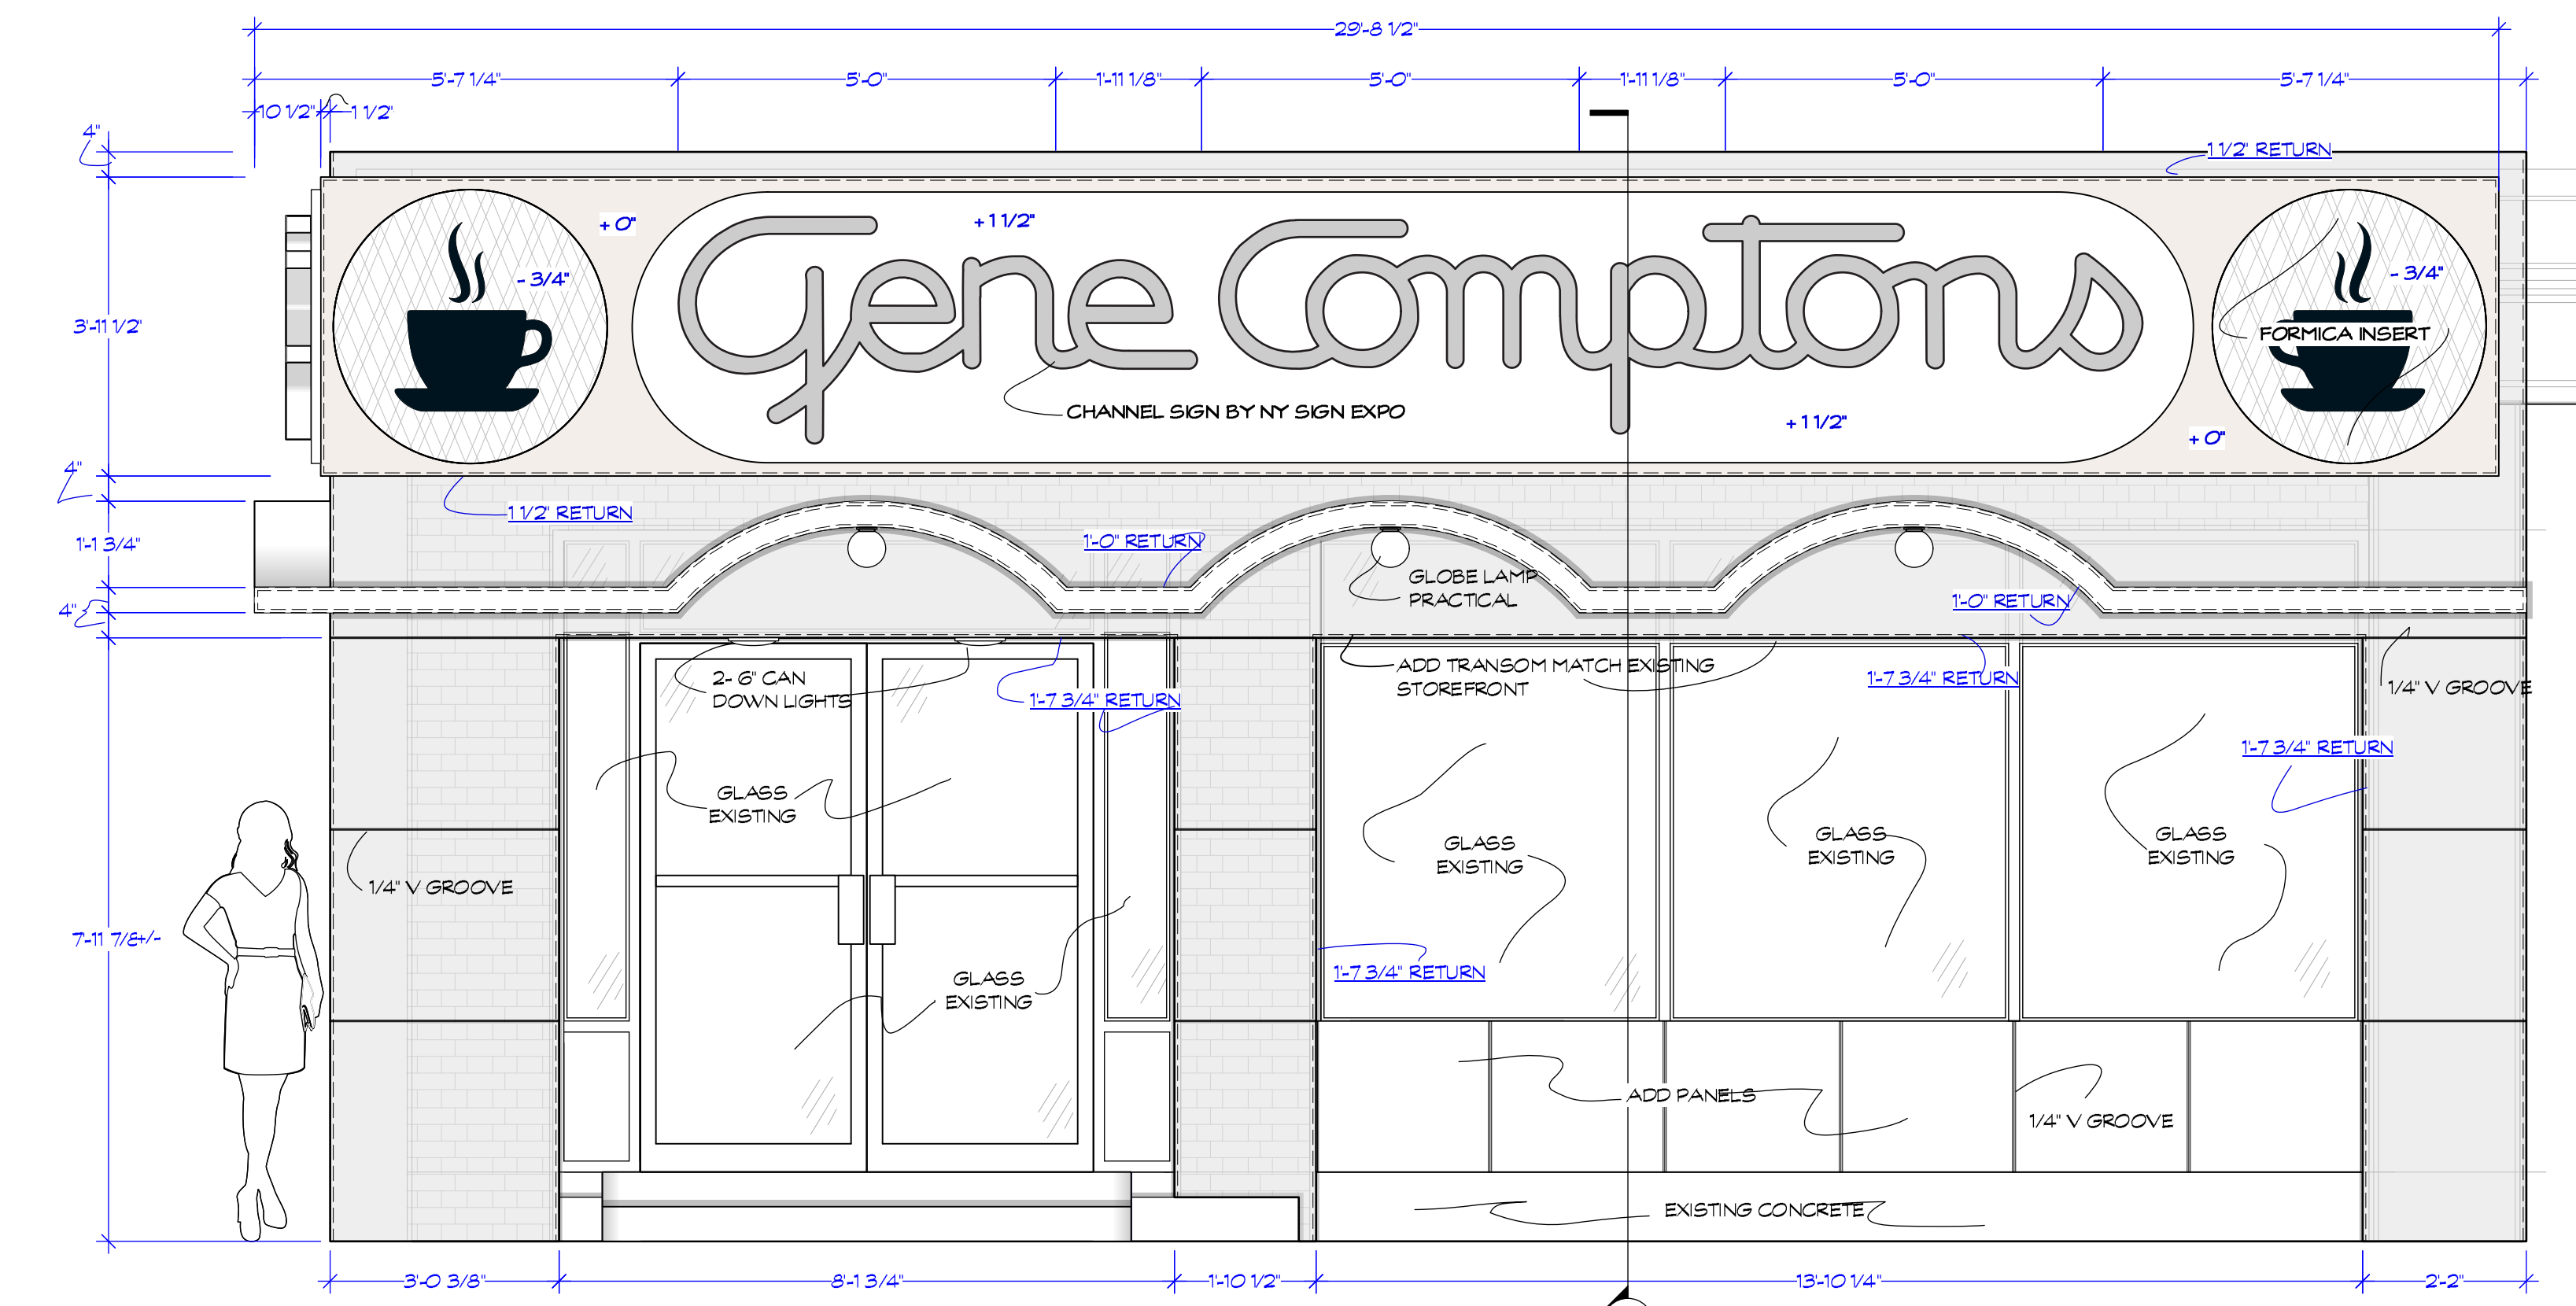 29'-8 1/2"
5'-7 1/4" 5'-0" 1'-11 1/8" 5'-0" 1'-11 1/8" 5'-0" 5'-7 1/4"
10 1/2" 1 1/2"
4"
1 1/2" RETURN
+ 0" + 1 1/2"
Gene Comptons
- 3/4" - 3/4"
3'-11 1/2"
FORMICA INSERT
CHANNEL SIGN BY NY SIGN EXPO
+ 1 1/2"
+ 0"
4"
1 1/2" RETURN
1'-1 3/4"
1'-0" RETURN
GLOBE LAMP
PRACTICAL
1'-0" RETURN
4"
2- 6" CAN
DOWN LIGHTS
1'-7 3/4" RETURN
ADD TRANSOM MATCH EXISTING
STOREFRONT
1'-7 3/4" RETURN
1/4" V GROOVE
1'-7 3/4" RETURN
GLASS
EXISTING
GLASS
EXISTING
GLASS
EXISTING
GLASS
EXISTING
1/4" V GROOVE
7'-11 7/8+/-
GLASS
EXISTING
1'-7 3/4" RETURN
ADD PANELS
1/4" V GROOVE
EXISTING CONCRETE
3'-0 3/8" 8'-1 3/4" 1'-10 1/2" 13'-10 1/4" 2'-2"